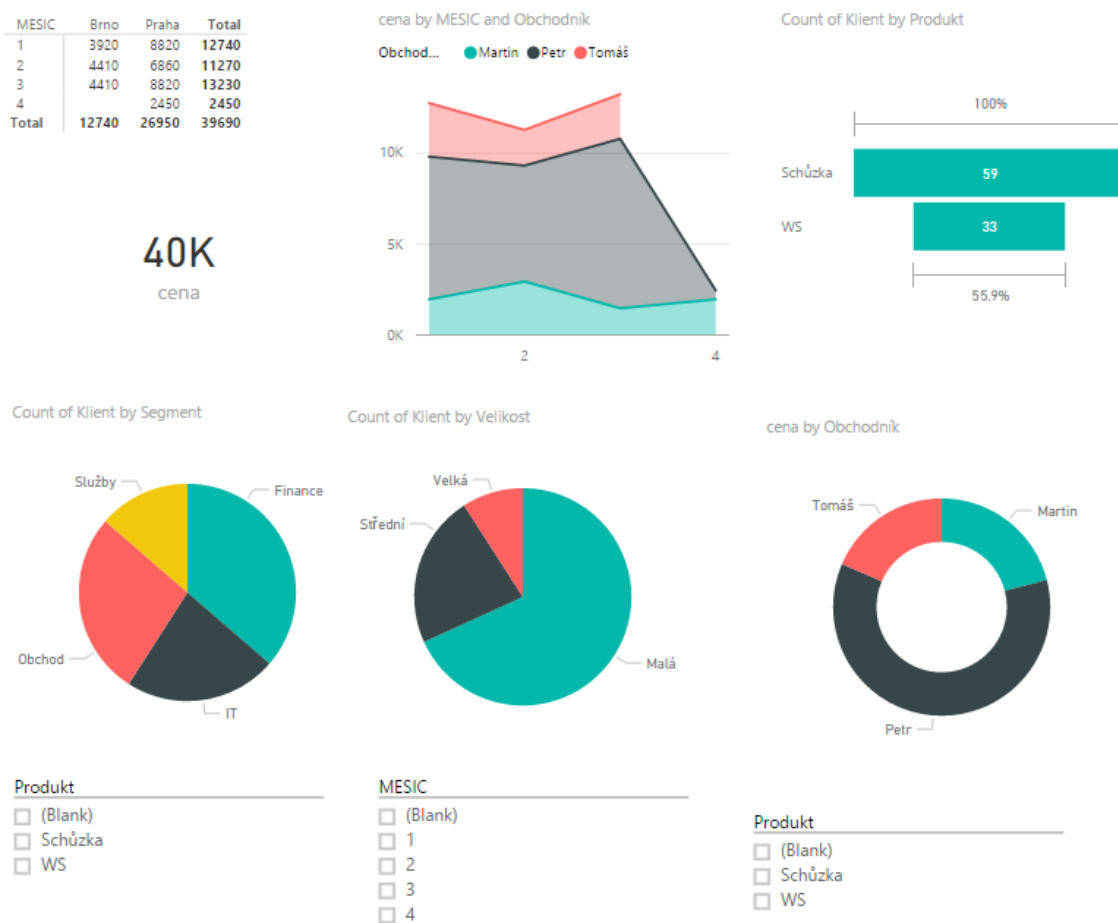 MESIC Brno Praha Total
1 3920 8820 12740
2 4410 6860 11270
3 4410 8820 13230
4 2450 2450
Total 12740 26950 39690
40K
cena
cena by MESIC and Obchodník
Obchod... Martin Petr Tomáš
10K
5K
0K
2 4
Count of Klient by Produkt
100%
Schůzka 59
WS 33
55,9%
Count of Klient by Segment
Služby
Finance
Obchod
IT
Count of Klient by Velikost
Velká
Střední
Malá
cena by Obchodník
Tomáš
Martin
Petr
Produkt
(Blank)
Schůzka
WS
MESIC
(Blank)
1
2
3
4
Produkt
(Blank)
Schůzka
WS